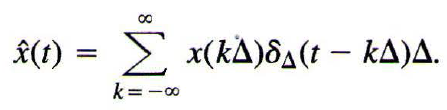 x̂(t) = ∑_{k=-∞}^{∞} x(kΔ)δ_Δ(t − kΔ)Δ.